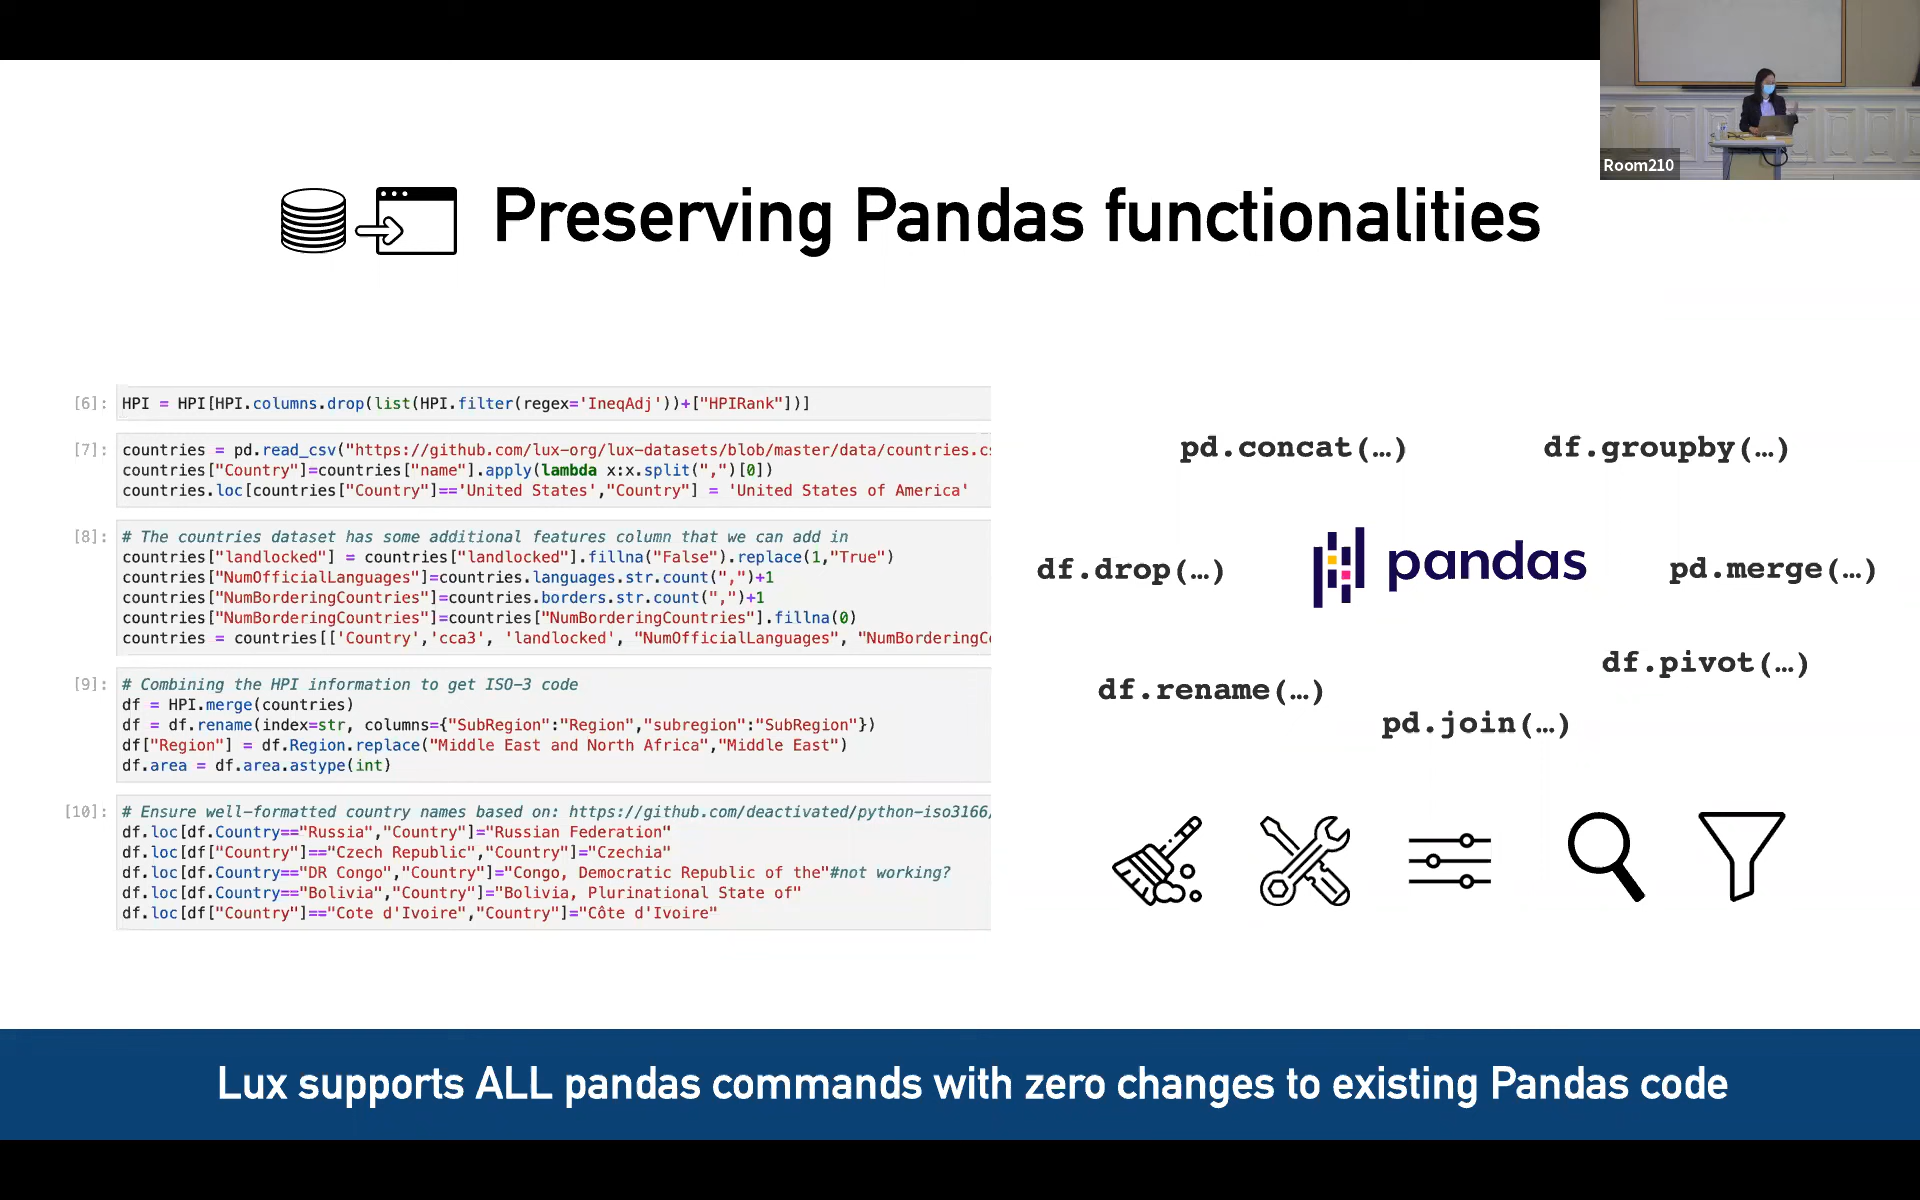 Room210
Preserving Pandas functionalities
[6]: HPI = HPI[HPI.columns.drop(list(HPI.filter(regex='IneqAdj'))+["HPIRank"])]
[7]: countries = pd.read_csv("https://github.com/lux-org/lux-datasets/blob/master/data/countries.cs
countries["Country"]=countries["name"].apply(lambda x:x.split(",")[0])
countries.loc[countries["Country"]=='United States',"Country"] = 'United States of America'
[8]: # The countries dataset has some additional features column that we can add in
countries["landlocked"] = countries["landlocked"].fillna("False").replace(1,"True")
countries["NumOfficialLanguages"]=countries.languages.str.count(",")+1
countries["NumBorderingCountries"]=countries.borders.str.count(",")+1
countries["NumBorderingCountries"]=countries["NumBorderingCountries"].fillna(0)
countries = countries[['Country','cca3', 'landlocked', "NumOfficialLanguages", "NumBorderingC
[9]: # Combining the HPI information to get ISO-3 code
df = HPI.merge(countries)
df = df.rename(index=str, columns={"SubRegion":"Region","subregion":"SubRegion"})
df["Region"] = df.Region.replace("Middle East and North Africa","Middle East")
df.area = df.area.astype(int)
[10]: # Ensure well-formatted country names based on: https://github.com/deactivated/python-iso3166/
df.loc[df.Country=="Russia","Country"]="Russian Federation"
df.loc[df["Country"]=="Czech Republic","Country"]="Czechia"
df.loc[df.Country=="DR Congo","Country"]="Congo, Democratic Republic of the"#not working?
df.loc[df.Country=="Bolivia","Country"]="Bolivia, Plurinational State of"
df.loc[df["Country"]=="Cote d'Ivoire","Country"]="Côte d'Ivoire"
pd.concat(…)
df.groupby(…)
df.drop(…)
pandas
pd.merge(…)
df.pivot(…)
df.rename(…)
pd.join(…)
Lux supports ALL pandas commands with zero changes to existing Pandas code